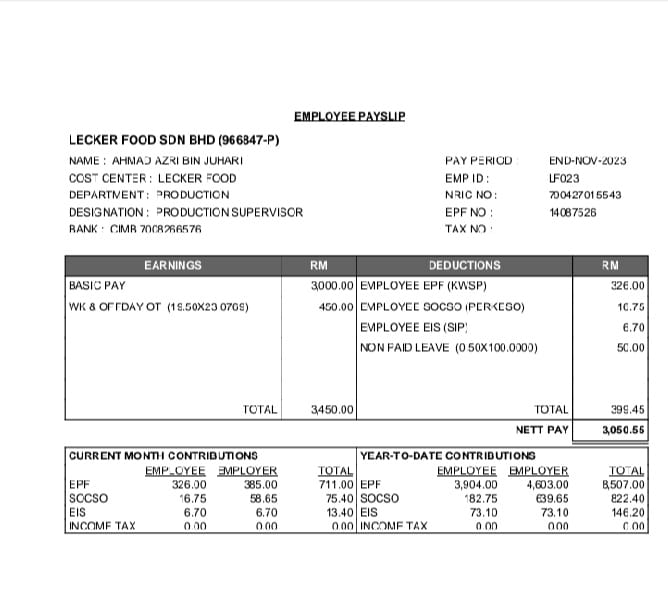 EMPLOYEE PAYSLIP
LECKER FOOD SDN BHD (966847-P)
NAME : AHMAD AZRI BIN JUHARI PAY PERIOD : END-NOV-2023
COST CENTER : LECKER FOOD EMP ID : LF023
DEPARTMENT : PRODUCTION NRIC NO : 700427015543
DESIGNATION : PRODUCTION SUPERVISOR EPF NO : 14087526
BANK : CIMB TAX NO :
EARNINGS RM DEDUCTIONS RM
BASIC PAY 3,000.00 EMPLOYEE EPF (KWSP) 326.00
WK & OFFDAY OT 450.00 EMPLOYEE SOCSO (PERKESO) 16.75
EMPLOYEE EIS (SIP) 6.70
NON PAID LEAVE (0.50X100.0000) 50.00
TOTAL 3,450.00 TOTAL 399.45
NETT PAY 3,050.55
CURRENT MONTH CONTRIBUTIONS YEAR-TO-DATE CONTRIBUTIONS
EMPLOYEE EMPLOYER TOTAL EMPLOYEE EMPLOYER TOTAL
EPF 326.00 385.00 711.00 EPF 3,904.00 4,603.00 8,507.00
SOCSO 16.75 58.65 75.40 SOCSO 182.75 639.65 822.40
EIS 6.70 6.70 13.40 EIS 73.10 73.10 146.20
INCOME TAX 0.00 0.00 0.00 INCOME TAX 0.00 0.00 0.00